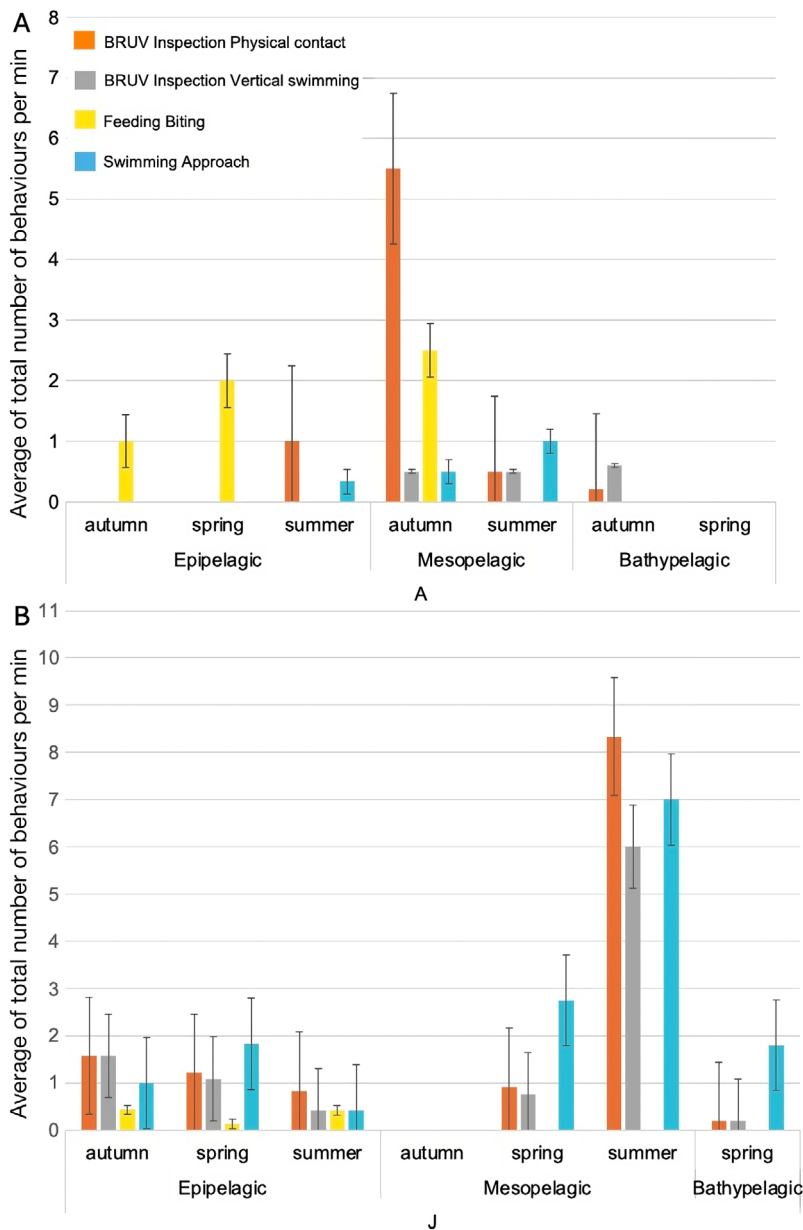 A
8
7
6
5
4
3
2
1
0
Average of total number of behaviours per min
BRUV Inspection Physical contact
BRUV Inspection Vertical swimming
Feeding Biting
Swimming Approach
autumn spring summer autumn summer autumn spring
Epipelagic Mesopelagic Bathypelagic
A
B
11
10
9
8
7
6
5
4
3
2
1
0
Average of total number of behaviours per min
autumn spring summer autumn spring summer spring
Epipelagic Mesopelagic Bathypelagic
J